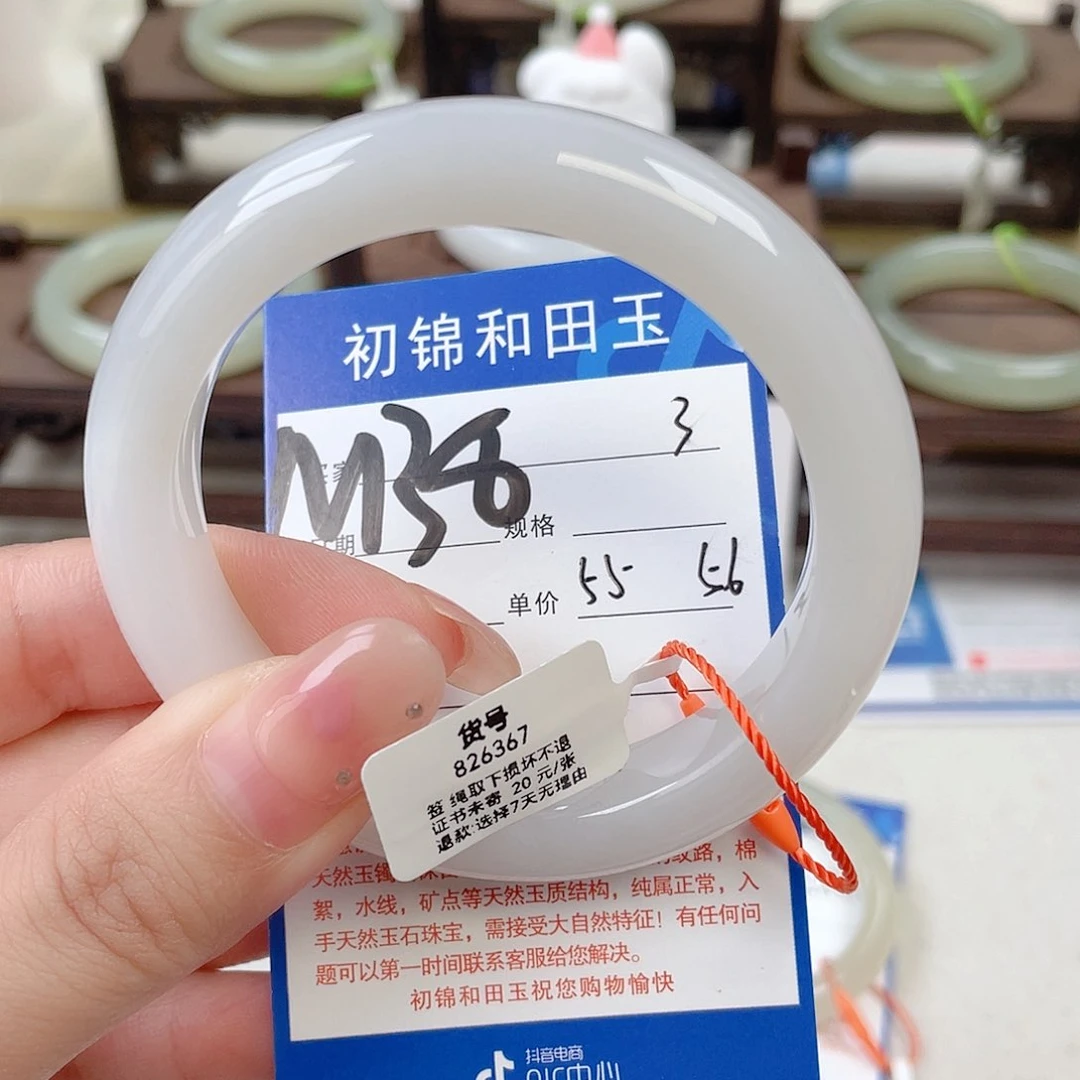 初锦和田玉
M38
3
期
规格
单价 55 56
货号
826367
签绳取下损坏不退
证书未寄 20 元/张
退款:选择7天无理由
天然玉
纹路，棉
絮，水线，矿点等天然玉质结构，纯属正常，入
手天然玉石珠宝，需接受大自然特征！有任何问
题可以第一时间联系客服给您解决。
初锦和田玉祝您购物愉快
抖音电商